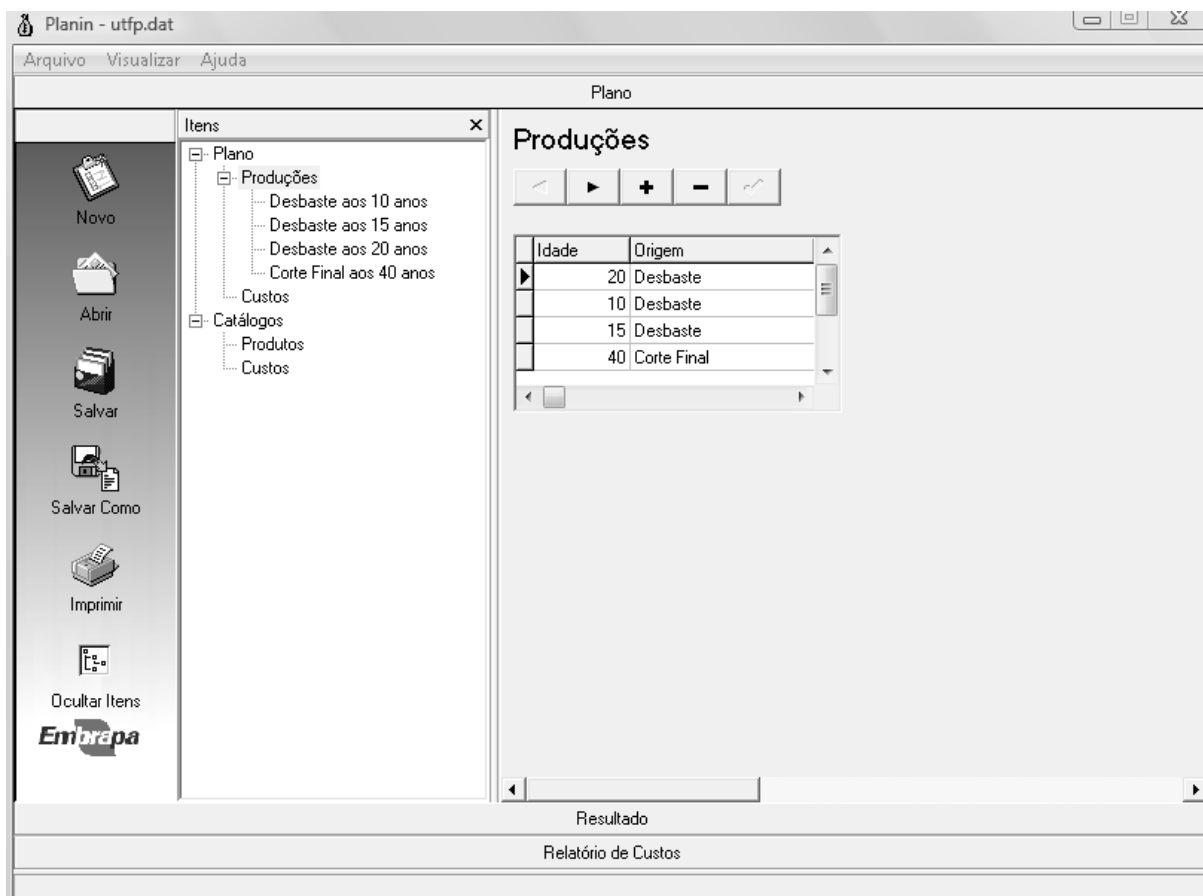 Planin - utfp.dat
Arquivo Visualizar Ajuda
Plano
Novo
Abrir
Salvar
Salvar Como
Imprimir
Ocultar Itens
Embrapa
Itens
Plano
Produções
Desbaste aos 10 anos
Desbaste aos 15 anos
Desbaste aos 20 anos
Corte Final aos 40 anos
Custos
Catálogos
Produtos
Custos
Produções
Idade Origem
20 Desbaste
10 Desbaste
15 Desbaste
40 Corte Final
Resultado
Relatório de Custos